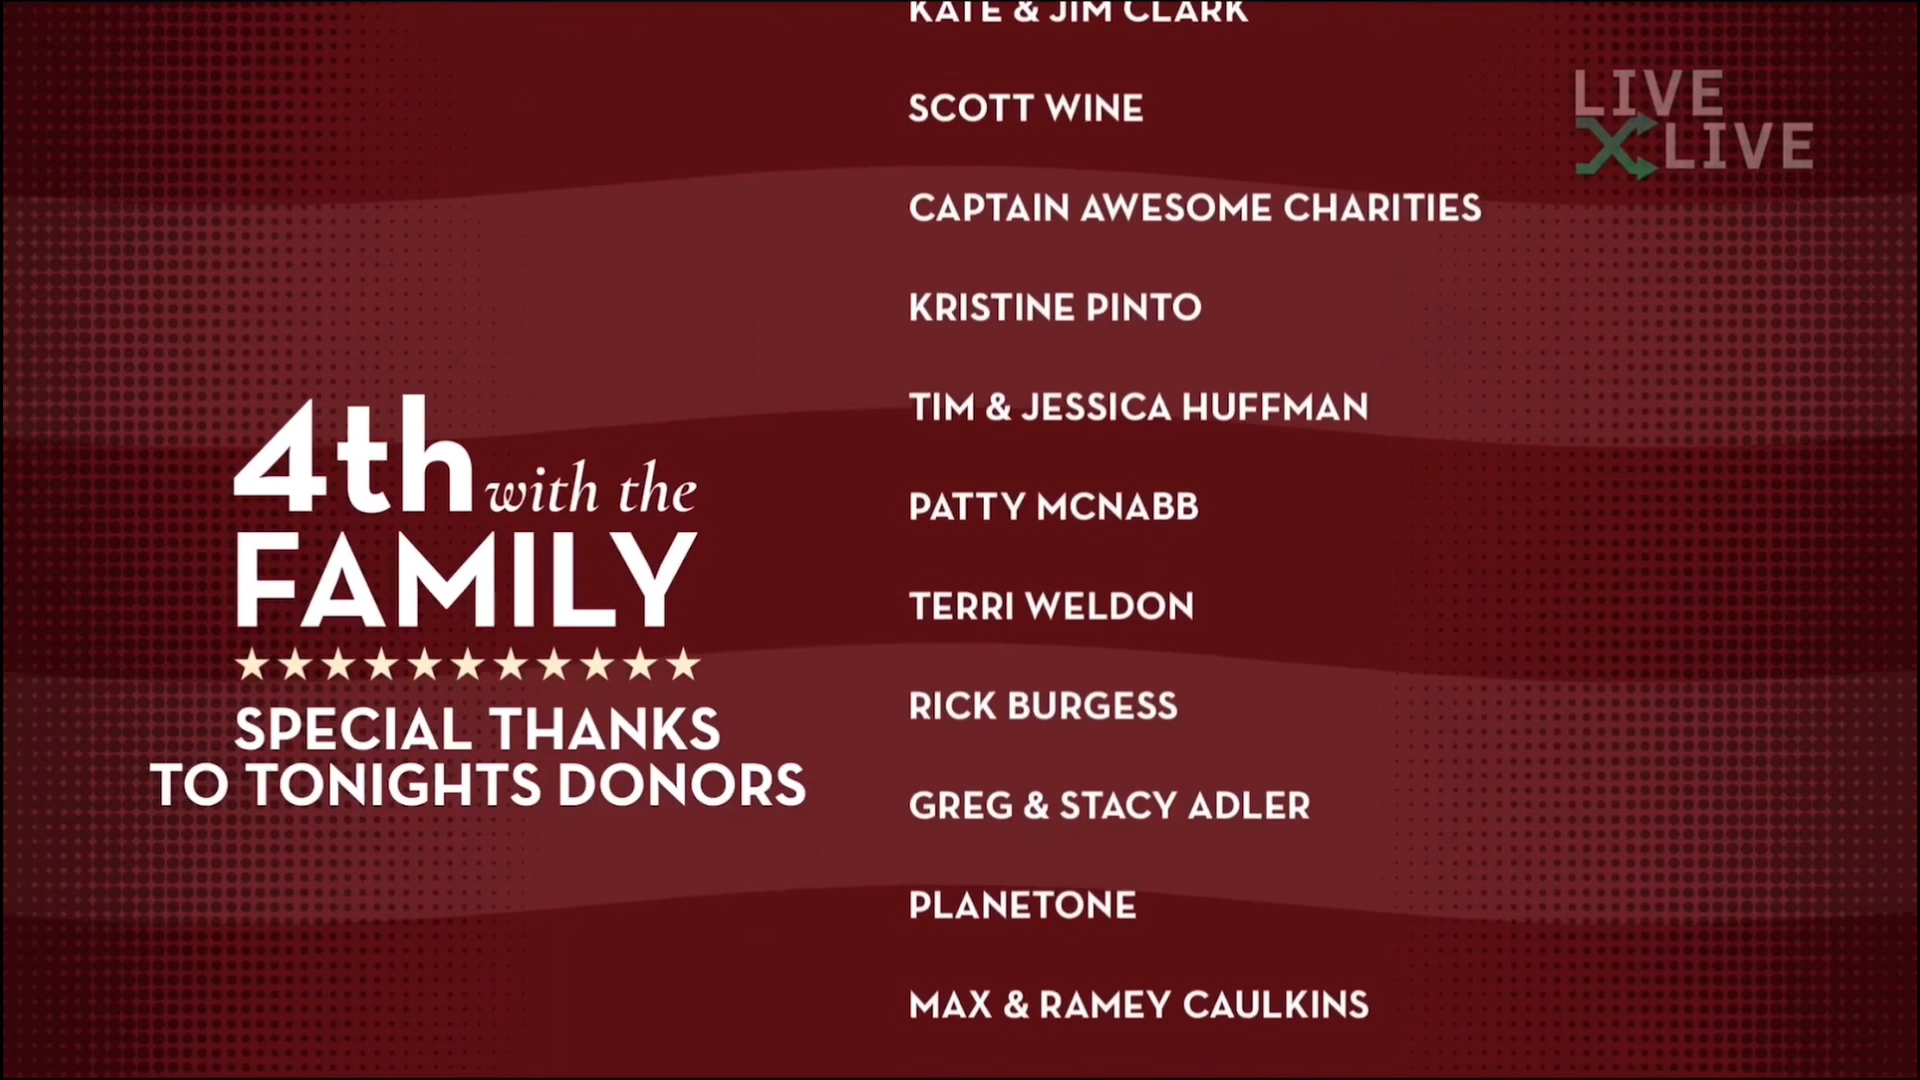 4th with the
FAMILY
SPECIAL THANKS
TO TONIGHTS DONORS
KATE & JIM CLARK
SCOTT WINE
CAPTAIN AWESOME CHARITIES
KRISTINE PINTO
TIM & JESSICA HUFFMAN
PATTY MCNABB
TERRI WELDON
RICK BURGESS
GREG & STACY ADLER
PLANETONE
MAX & RAMEY CAULKINS
LIVE
XLIVE